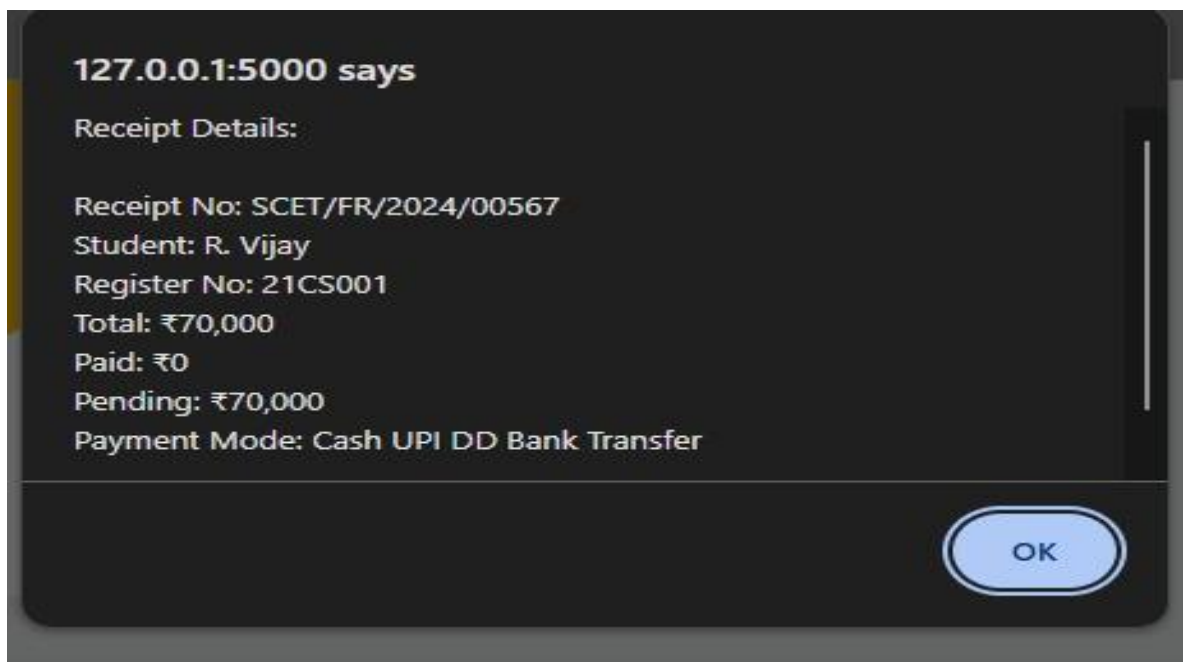 127.0.0.1:5000 says
Receipt Details:
Receipt No: SCET/FR/2024/00567
Student: R. Vijay
Register No: 21CS001
Total: ₹70,000
Paid: ₹0
Pending: ₹70,000
Payment Mode: Cash UPI DD Bank Transfer
OK